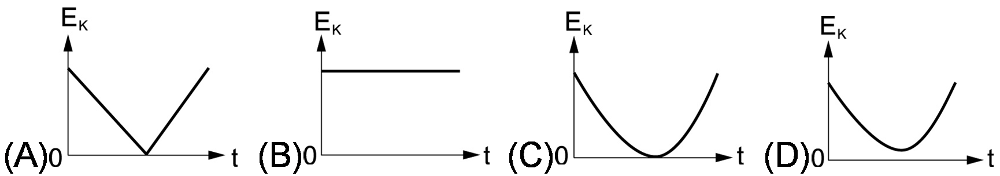 E_K
(A) 0 t
E_K
(B) 0 t
E_K
(C) 0 t
E_K
(D) 0 t